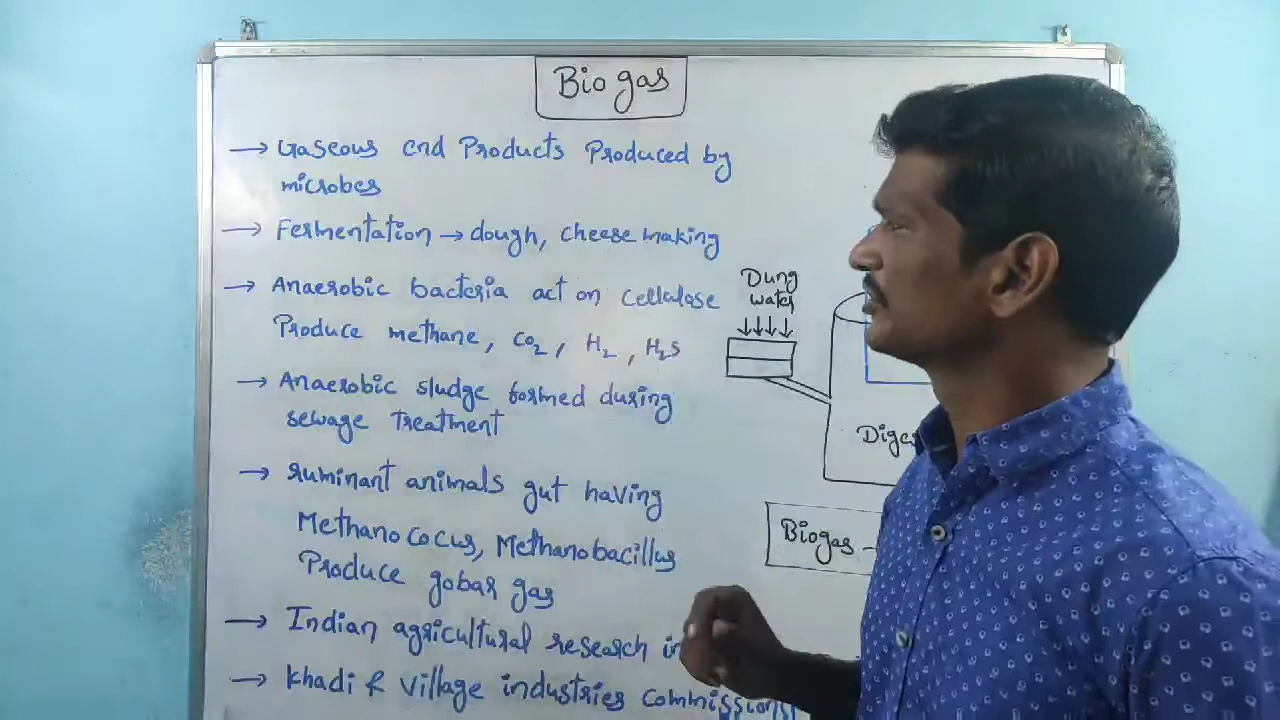 Bio gas
→ Gaseous end Products Produced by
microbes
→ Fermentation → dough, cheese making
→ Anaerobic bacteria act on cellulose
Produce methane, CO₂, H₂, H₂S
→ Anaerobic sludge formed during
sewage treatment
→ ruminant animals gut having
Methanococus, Methanobacillus
Produce gobar gas
→ Indian agricultural research in
→ Khadi & village industries commission
Dung
water
Diges
Biogas →